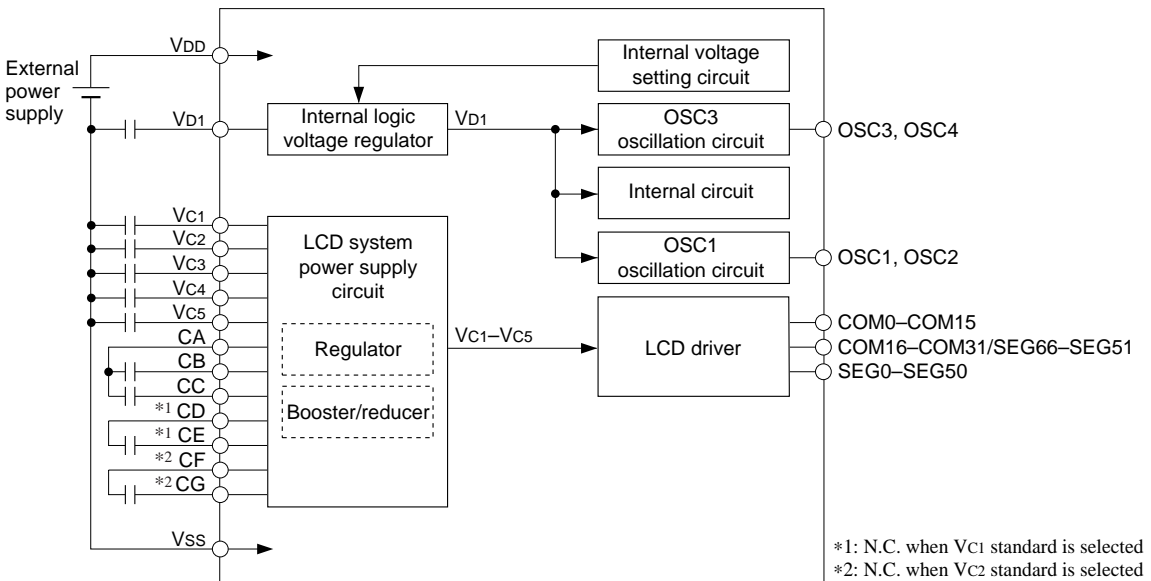 External
power
supply
VDD
VD1
VC1
VC2
VC3
VC4
VC5
CA
CB
CC
*1 CD
*1 CE
*2 CF
*2 CG
VSS
Internal logic
voltage regulator
VD1
Internal voltage
setting circuit
OSC3
oscillation circuit
OSC3, OSC4
Internal circuit
OSC1
oscillation circuit
OSC1, OSC2
LCD system
power supply
circuit
Regulator
Booster/reducer
VC1–VC5
LCD driver
COM0–COM15
COM16–COM31/SEG66–SEG51
SEG0–SEG50
*1: N.C. when VC1 standard is selected
*2: N.C. when VC2 standard is selected